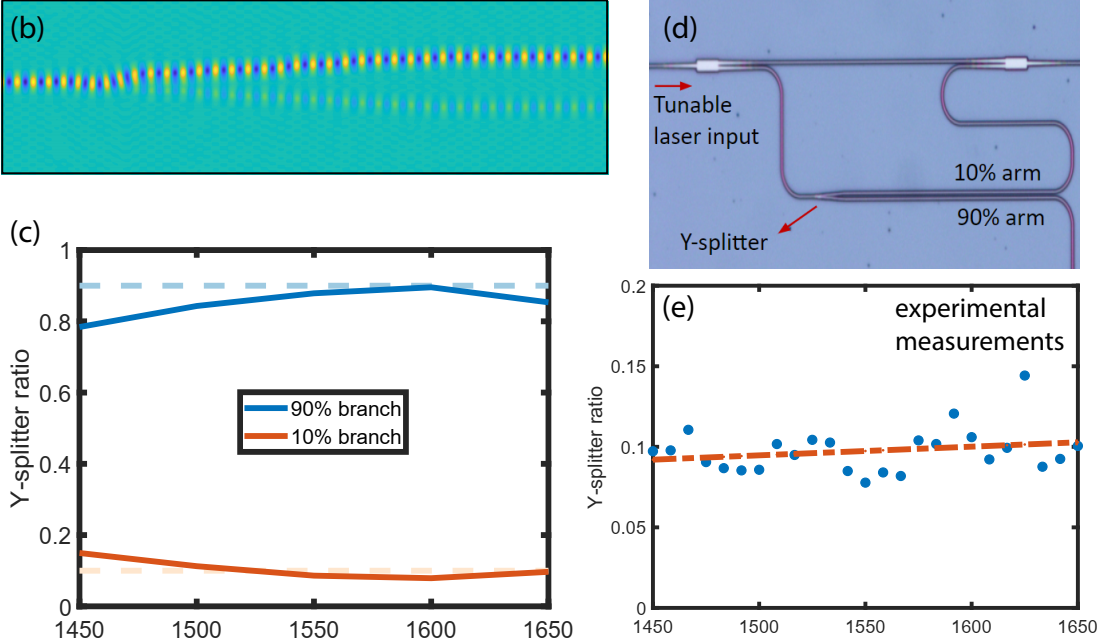 (b)
(c)
1
0.8
0.6
0.4
0.2
0
Y-splitter ratio
90% branch
10% branch
1450
1500
1550
1600
1650
(d)
Tunable
laser input
10% arm
90% arm
Y-splitter
(e)
experimental
measurements
0.2
0.15
0.1
0.05
0
Y-splitter ratio
1450
1500
1550
1600
1650